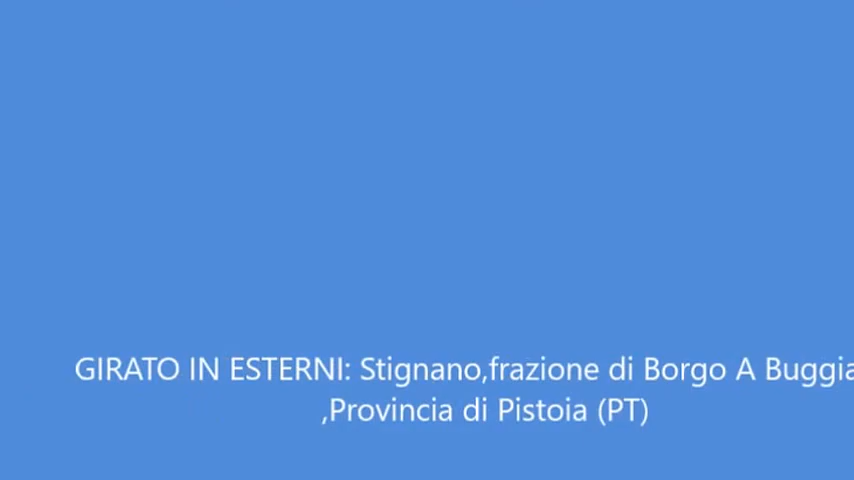 GIRATO IN ESTERNI: Stignano,frazione di Borgo A Buggia
,Provincia di Pistoia (PT)